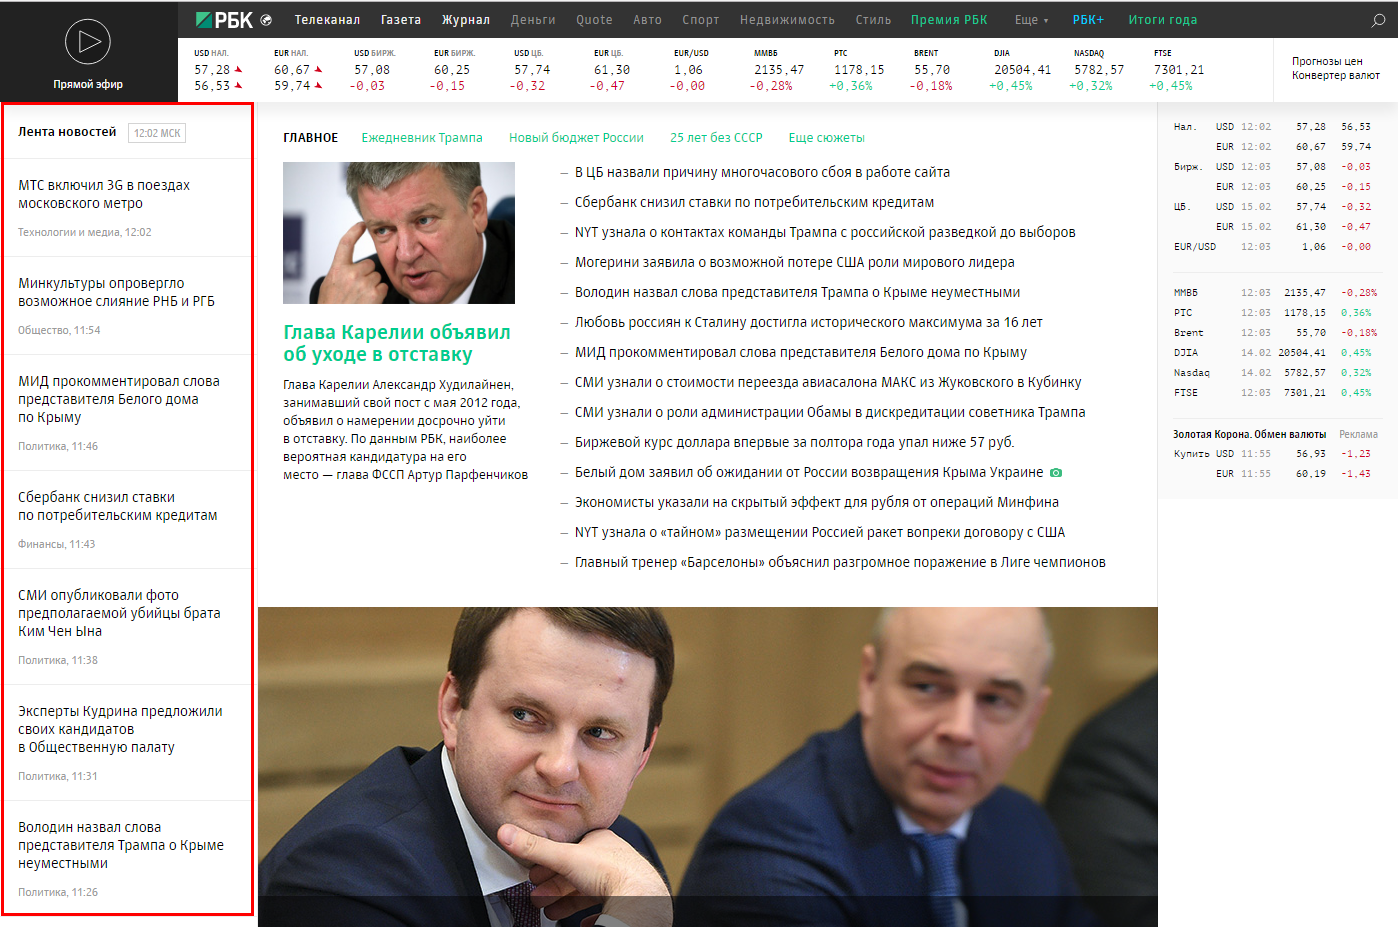 РБК
Телеканал Газета Журнал Деньги Quote Авто Спорт Недвижимость Стиль Премия РБК Еще РБК+ Итоги года
Прямой эфир
USD НАЛ. EUR НАЛ. USD БИРЖ. EUR БИРЖ. USD ЦБ. EUR ЦБ. EUR/USD ММВБ РТС BRENT DJIA NASDAQ FTSE
57,28 60,67 57,08 60,25 57,74 61,30 1,06 2135,47 1178,15 55,70 20504,41 5782,57 7301,21
56,53 59,74 -0,03 -0,15 -0,32 -0,47 -0,00 -0,28% +0,36% -0,18% +0,45% +0,32% +0,45%
Прогнозы цен
Конвертер валют
Лента новостей 12:02 МСК
МТС включил 3G в поездах
московского метро
Технологии и медиа, 12:02
Минкультуры опровергло
возможное слияние РНБ и РГБ
Общество, 11:54
МИД прокомментировал слова
представителя Белого дома
по Крыму
Политика, 11:46
Сбербанк снизил ставки
по потребительским кредитам
Финансы, 11:43
СМИ опубликовали фото
предполагаемой убийцы брата
Ким Чен Ына
Политика, 11:38
Эксперты Кудрина предложили
своих кандидатов
в Общественную палату
Политика, 11:31
Володин назвал слова
представителя Трампа о Крыме
неуместными
Политика, 11:26
ГЛАВНОЕ Ежедневник Трампа Новый бюджет России 25 лет без СССР Еще сюжеты
Глава Карелии объявил
об уходе в отставку
Глава Карелии Александр Худилайнен,
занимавший свой пост с мая 2012 года,
объявил о намерении досрочно уйти
в отставку. По данным РБК, наиболее
вероятная кандидатура на его
место — глава ФССП Артур Парфенчиков
— В ЦБ назвали причину многочасового сбоя в работе сайта
— Сбербанк снизил ставки по потребительским кредитам
— NYT узнала о контактах команды Трампа с российской разведкой до выборов
— Могерини заявила о возможной потере США роли мирового лидера
— Володин назвал слова представителя Трампа о Крыме неуместными
— Любовь россиян к Сталину достигла исторического максимума за 16 лет
— МИД прокомментировал слова представителя Белого дома по Крыму
— СМИ узнали о стоимости переезда авиасалона МАКС из Жуковского в Кубинку
— СМИ узнали о роли администрации Обамы в дискредитации советника Трампа
— Биржевой курс доллара впервые за полтора года упал ниже 57 руб.
— Белый дом заявил об ожидании от России возвращения Крыма Украине
— Экономисты указали на скрытый эффект для рубля от операций Минфина
— NYT узнала о «тайном» размещении Россией ракет вопреки договору с США
— Главный тренер «Барселоны» объяснил разгромное поражение в Лиге чемпионов
Нал. USD 12:02 57,28 56,53
EUR 12:02 60,67 59,74
Бирж. USD 12:03 57,08 -0,03
EUR 12:03 60,25 -0,15
ЦБ. USD 15.02 57,74 -0,32
EUR 15.02 61,30 -0,47
EUR/USD 12:03 1,06 -0,00
ММВБ 12:03 2135,47 -0,28%
РТС 12:03 1178,15 0,36%
Brent 12:03 55,70 -0,18%
DJIA 14.02 20504,41 0,45%
Nasdaq 14.02 5782,57 0,32%
FTSE 12:03 7301,21 0,45%
Золотая Корона. Обмен валюты Реклама
Купить USD 11:55 56,93 -1,23
EUR 11:55 60,19 -1,43